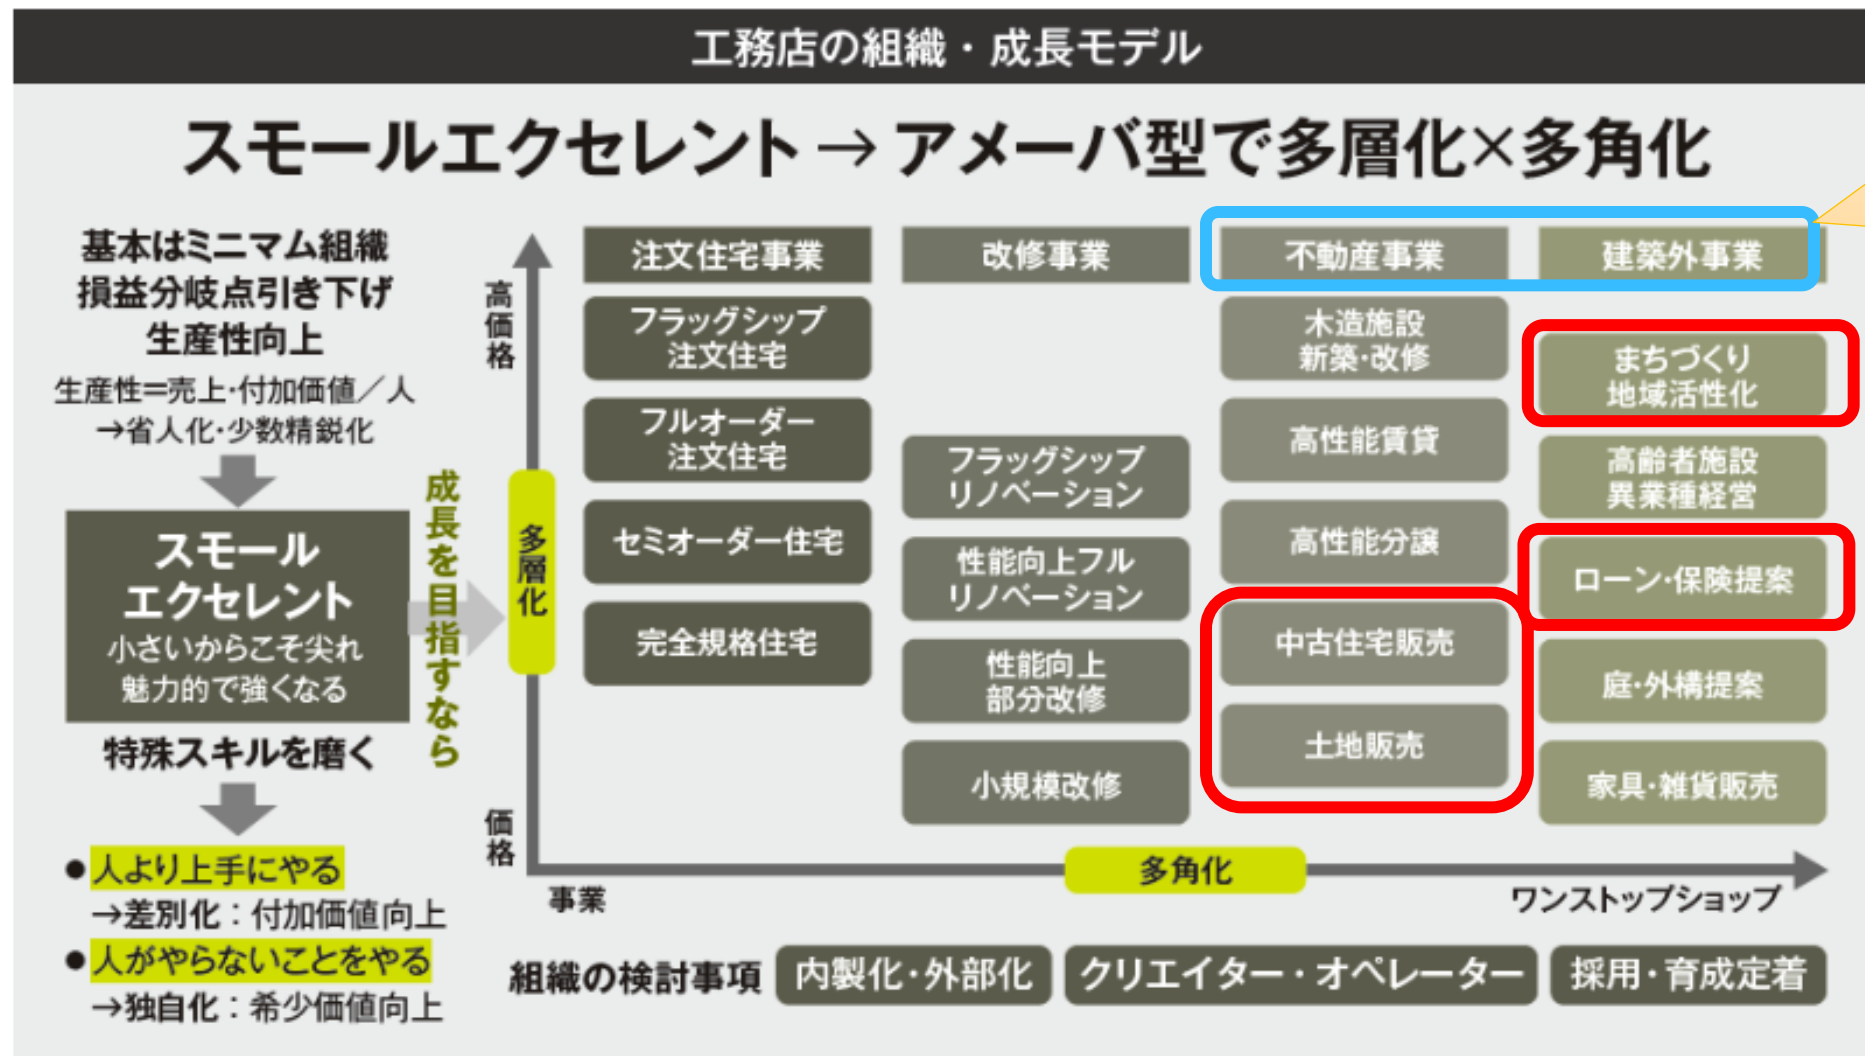 工務店の組織・成長モデル
スモールエクセレント→アメーバ型で多層化×多角化
基本はミニマム組織
損益分岐点引き下げ
生産性向上
生産性＝売上・付加価値／人
→省人化・少数精鋭化
スモール
エクセレント
小さいからこそ尖れ
魅力的で強くなる
特殊スキルを磨く
●人より上手にやる
→差別化：付加価値向上
●人がやらないことをやる
→独自化：希少価値向上
成長を目指すなら
高価格
多層化
価格
注文住宅事業
フラッグシップ
注文住宅
フルオーダー
注文住宅
セミオーダー住宅
完全規格住宅
改修事業
フラッグシップ
リノベーション
性能向上フル
リノベーション
性能向上
部分改修
小規模改修
不動産事業
木造施設
新築・改修
高性能賃貸
高性能分譲
中古住宅販売
土地販売
建築外事業
まちづくり
地域活性化
高齢者施設
異業種経営
ローン・保険提案
庭・外構提案
家具・雑貨販売
多角化
事業
ワンストップショップ
組織の検討事項
内製化・外部化
クリエイター・オペレーター
採用・育成定着